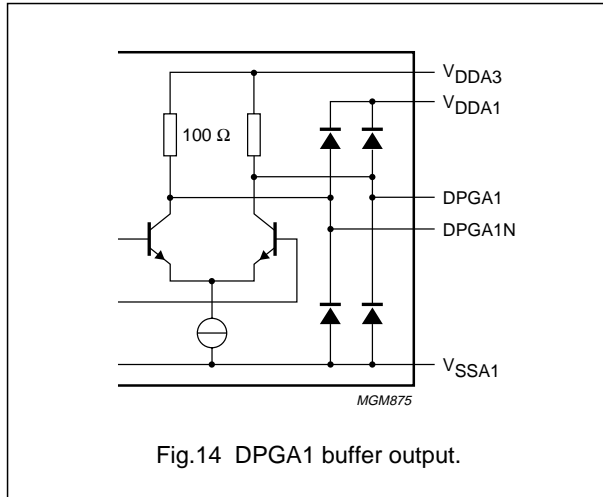 VDDA3
VDDA1
100 Ω
DPGA1
DPGA1N
VSSA1
MGM875
Fig.14 DPGA1 buffer output.